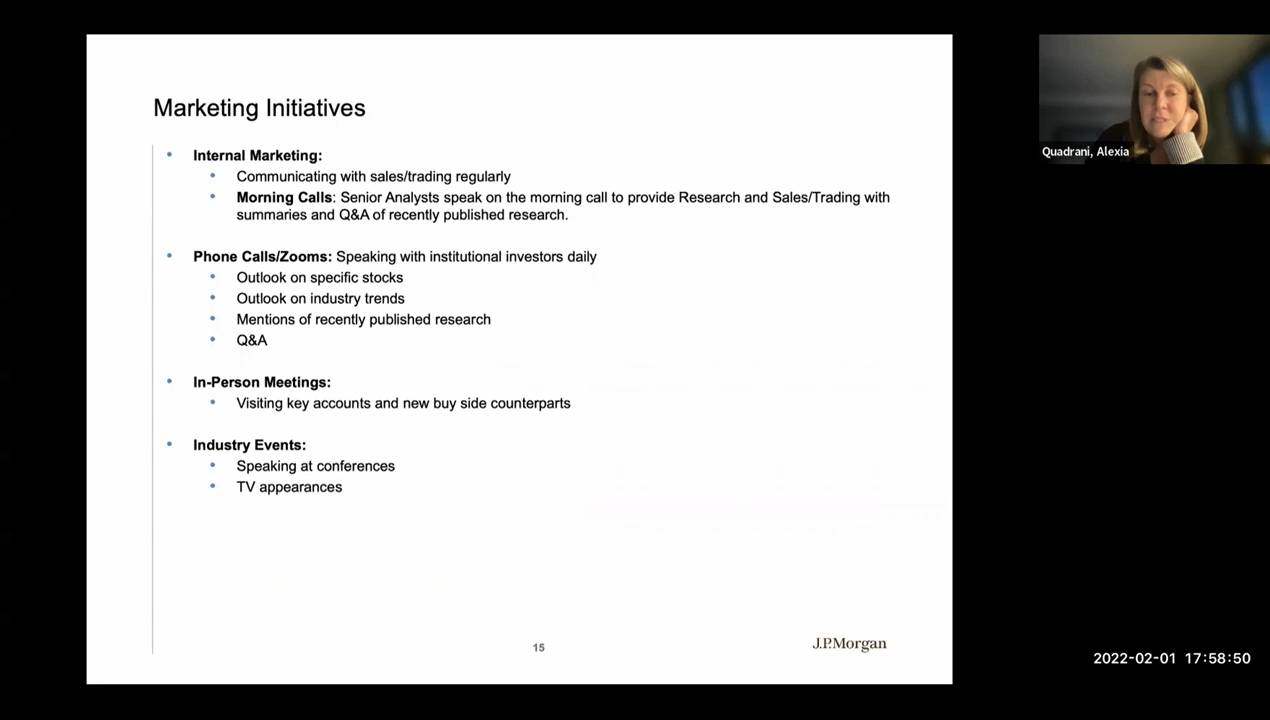 Marketing Initiatives
• Internal Marketing:
• Communicating with sales/trading regularly
• Morning Calls: Senior Analysts speak on the morning call to provide Research and Sales/Trading with
summaries and Q&A of recently published research.
• Phone Calls/Zooms: Speaking with institutional investors daily
• Outlook on specific stocks
• Outlook on industry trends
• Mentions of recently published research
• Q&A
• In-Person Meetings:
• Visiting key accounts and new buy side counterparts
• Industry Events:
• Speaking at conferences
• TV appearances
15
J.P.Morgan
Quadrani, Alexia
2022-02-01 17:58:50